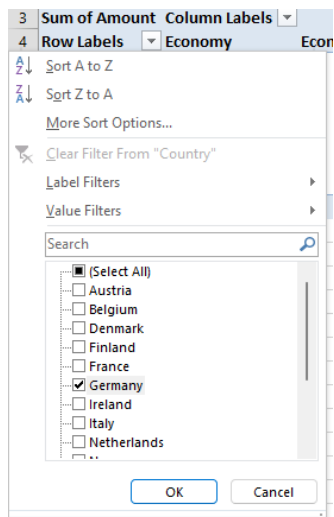 3 Sum of Amount Column Labels
4 Row Labels Economy
Sort A to Z
Sort Z to A
More Sort Options...
Clear Filter From "Country"
Label Filters
Value Filters
Search
(Select All)
Austria
Belgium
Denmark
Finland
France
Germany
Ireland
Italy
Netherlands
OK Cancel